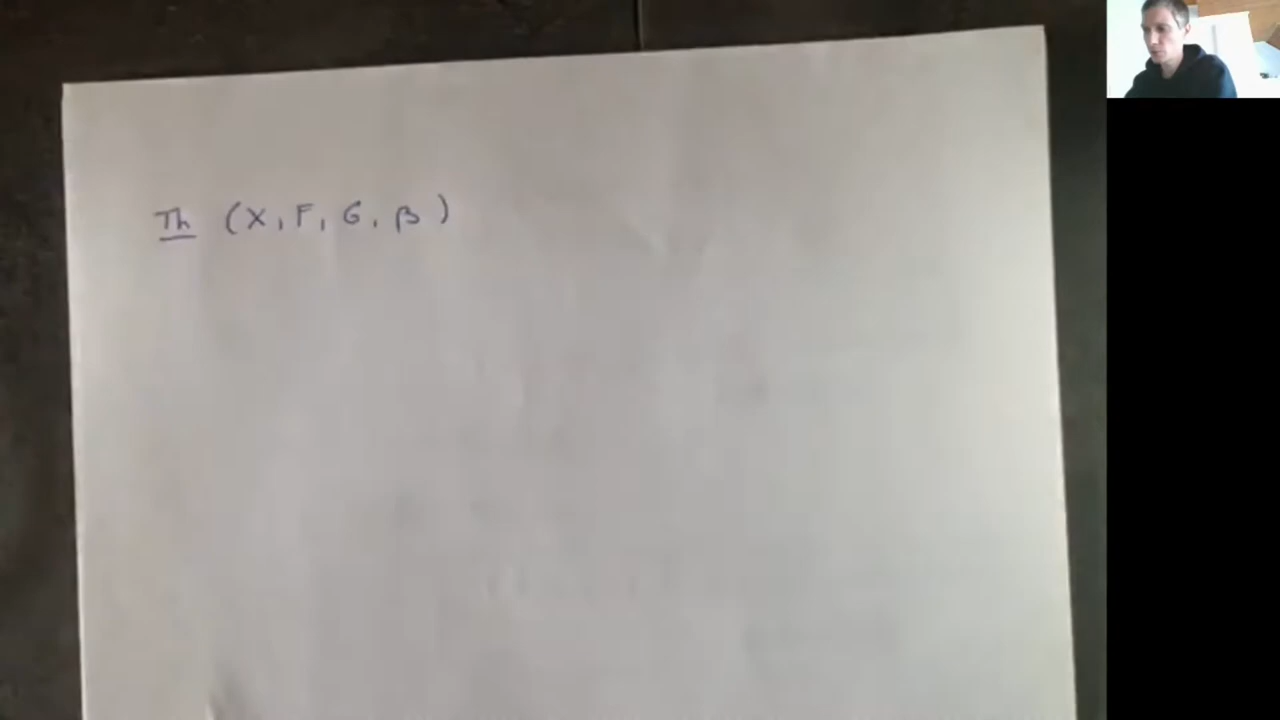 Th (X, F, G, β)